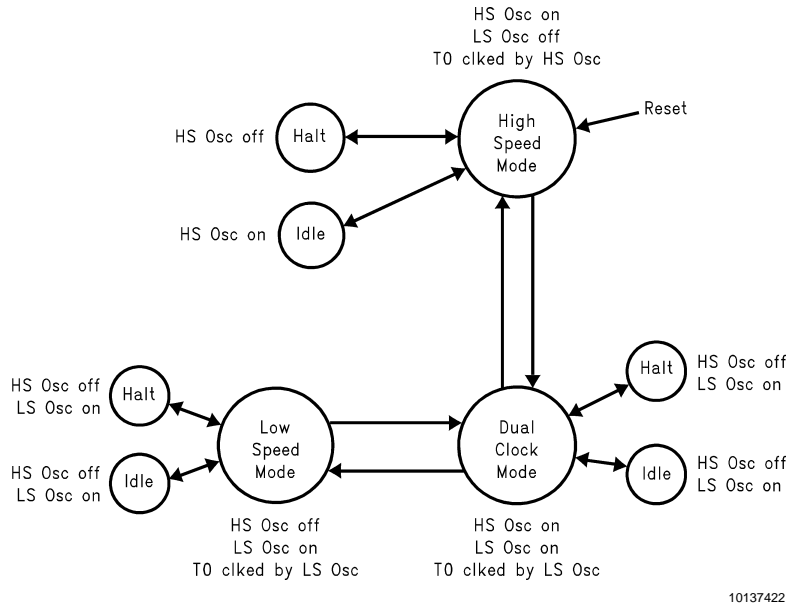 HS Osc on
LS Osc off
T0 clked by HS Osc
High
Speed
Mode
Reset
HS Osc off
Halt
HS Osc on
Idle
HS Osc off
LS Osc on
Halt
HS Osc off
LS Osc on
Idle
Low
Speed
Mode
HS Osc off
LS Osc on
T0 clked by LS Osc
Dual
Clock
Mode
HS Osc on
LS Osc on
T0 clked by LS Osc
Halt
HS Osc off
LS Osc on
Idle
HS Osc off
LS Osc on
10137422